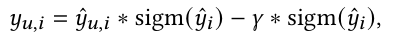 y_{u,i} = ŷ_{u,i} * sigm(ŷ_i) − γ * sigm(ŷ_i),